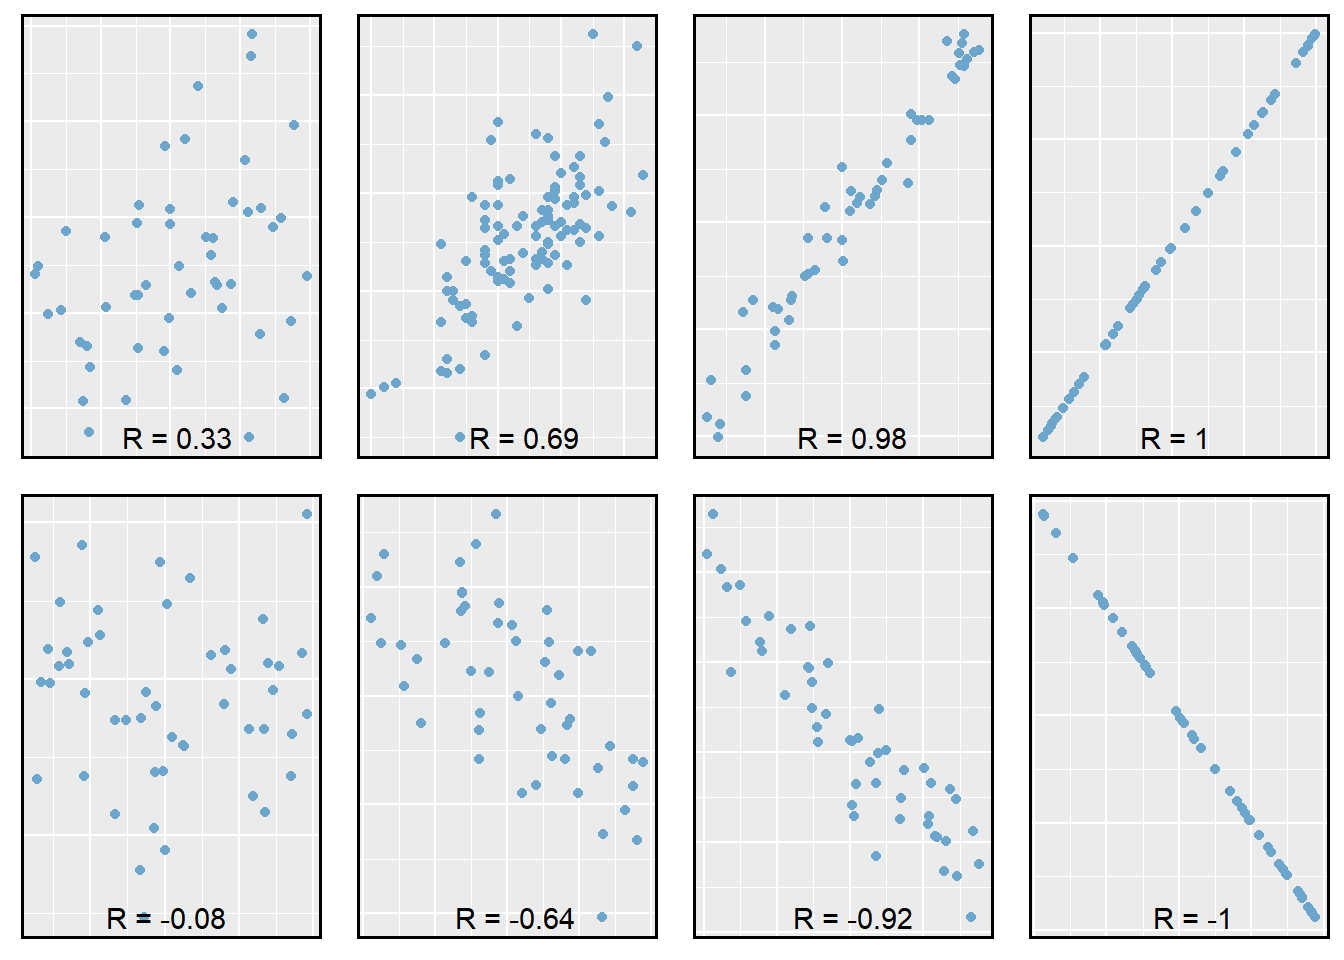 R = 0.33
R = 0.69
R = 0.98
R = 1
R = -0.08
R = -0.64
R = -0.92
R = -1